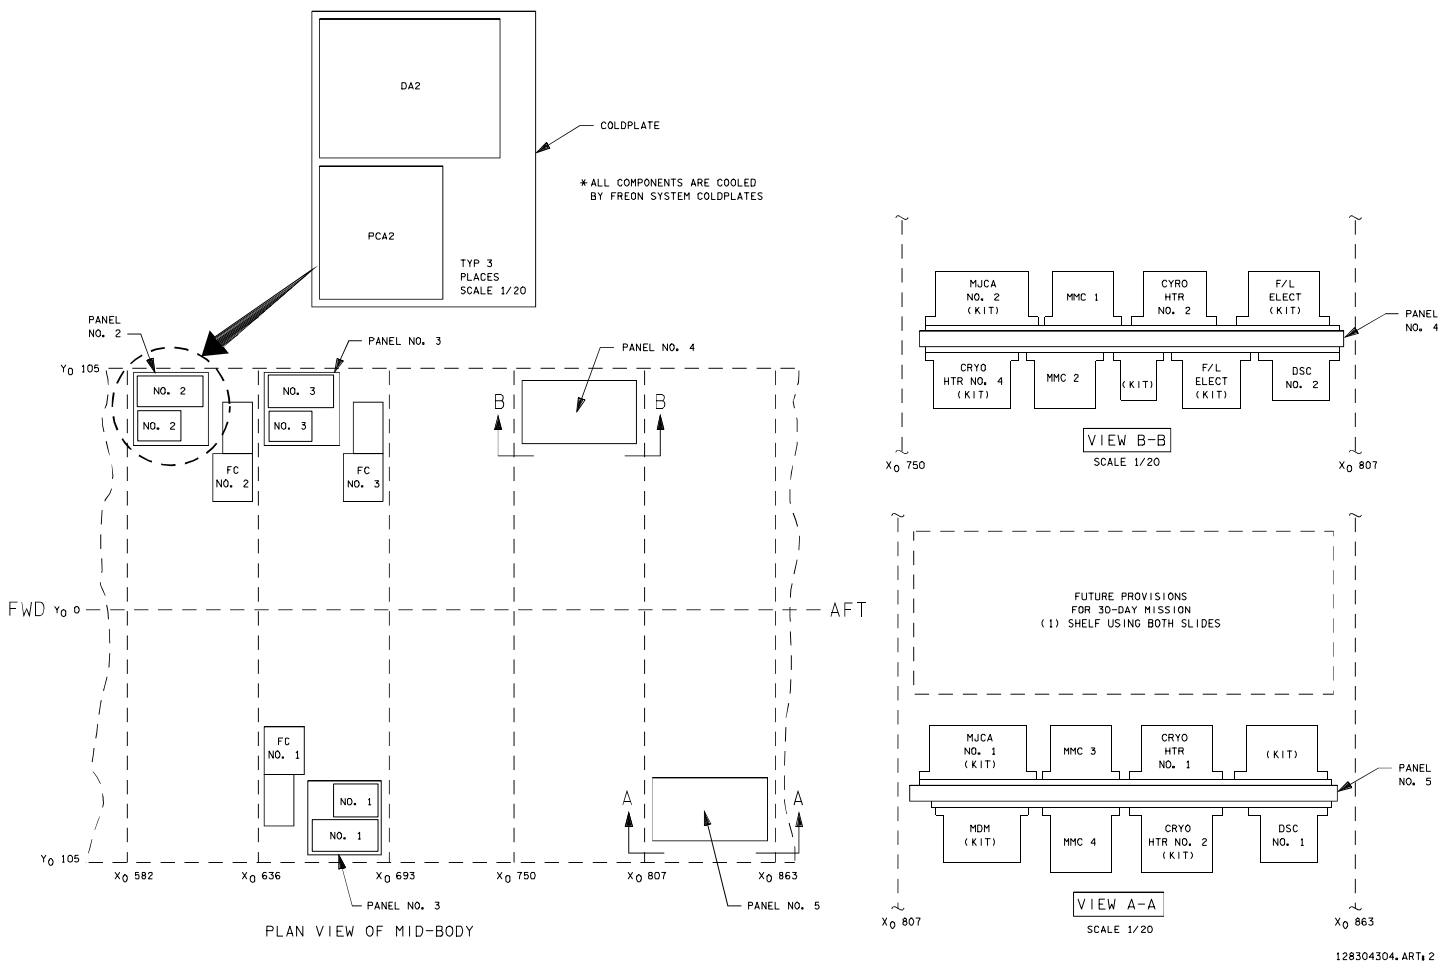 DA2
COLDPLATE
* ALL COMPONENTS ARE COOLED
BY FREON SYSTEM COLDPLATES
PCA2
TYP 3
PLACES
SCALE 1/20
PANEL
NO. 2
PANEL NO. 3
PANEL NO. 4
Y0 105
NO. 2
NO. 2
NO. 3
NO. 3
B
B
FC
NO. 2
FC
NO. 3
FWD
Y0 0
AFT
FC
NO. 1
NO. 1
NO. 1
A
A
Y0 105
X0 582
X0 636
X0 693
X0 750
X0 807
X0 863
PANEL NO. 3
PANEL NO. 5
PLAN VIEW OF MID-BODY
MJCA
NO. 2
(KIT)
MMC 1
CYRO
HTR
NO. 2
F/L
ELECT
(KIT)
PANEL
NO. 4
CRYO
HTR NO. 4
(KIT)
MMC 2
(KIT)
F/L
ELECT
(KIT)
DSC
NO. 2
VIEW B-B
SCALE 1/20
X0 750
X0 807
FUTURE PROVISIONS
FOR 30-DAY MISSION
(1) SHELF USING BOTH SLIDES
MJCA
NO. 1
(KIT)
MMC 3
CRYO
HTR
NO. 1
(KIT)
PANEL
NO. 5
MDM
(KIT)
MMC 4
CRYO
HTR NO. 2
(KIT)
DSC
NO. 1
VIEW A-A
SCALE 1/20
X0 807
X0 863
128304304.ART; 2